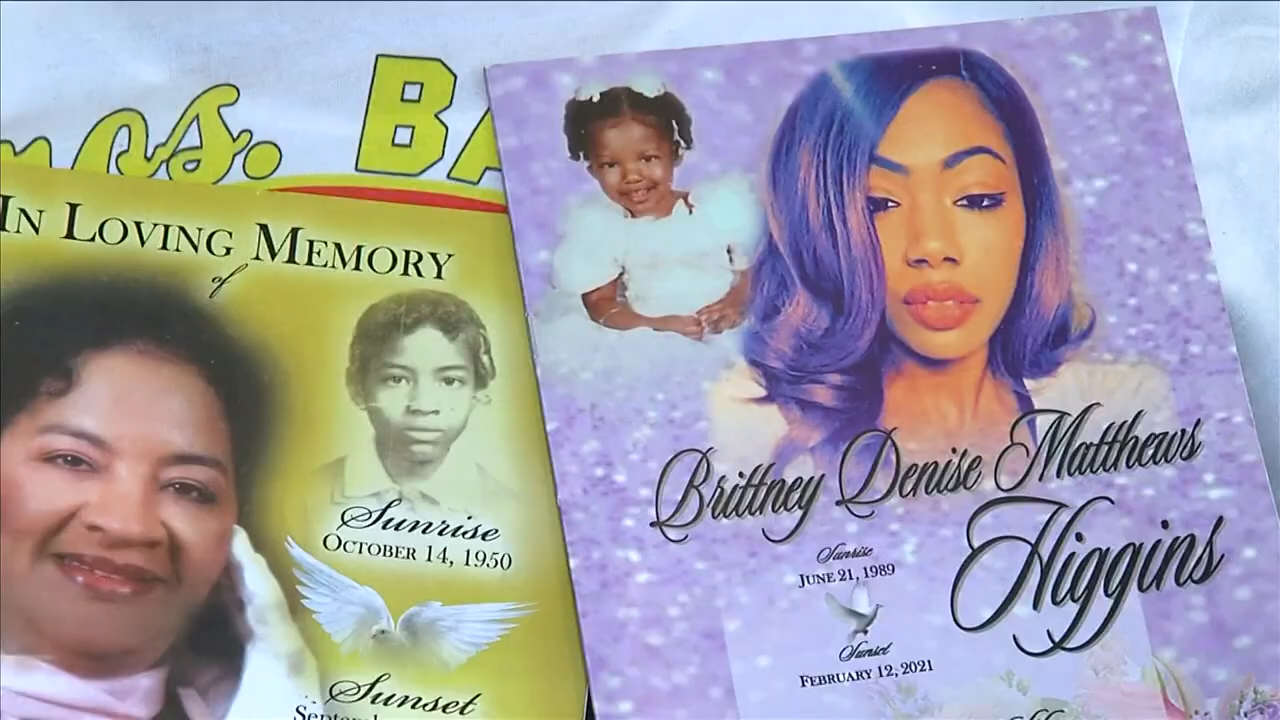 BA
IN LOVING MEMORY
of
Sunrise
OCTOBER 14, 1950
Sunset
Brittney Denise Matthews
Higgins
Sunrise
JUNE 21, 1989
Sunset
FEBRUARY 12, 2021